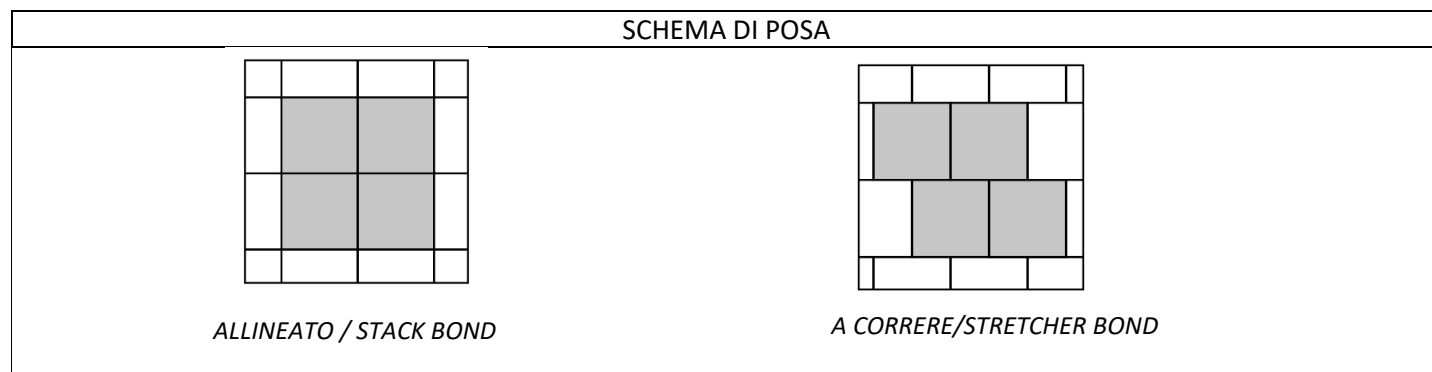 SCHEMA DI POSA
ALLINEATO / STACK BOND
A CORRERE/STRETCHER BOND